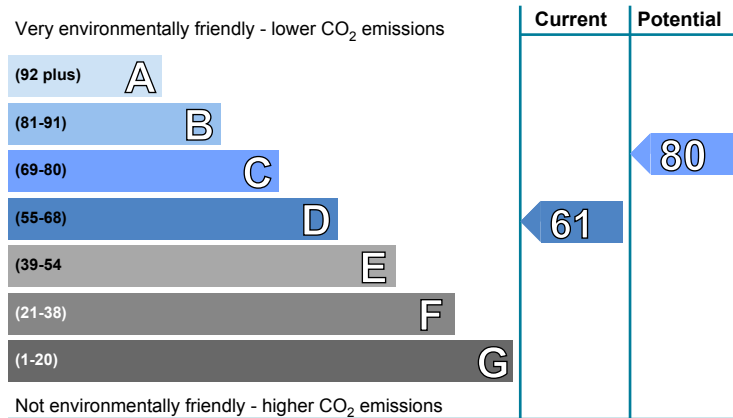 Very environmentally friendly - lower CO2 emissions
Current
Potential
(92 plus) A
(81-91) B
(69-80) C
80
(55-68) D
61
(39-54 E
(21-38) F
(1-20) G
Not environmentally friendly - higher CO2 emissions